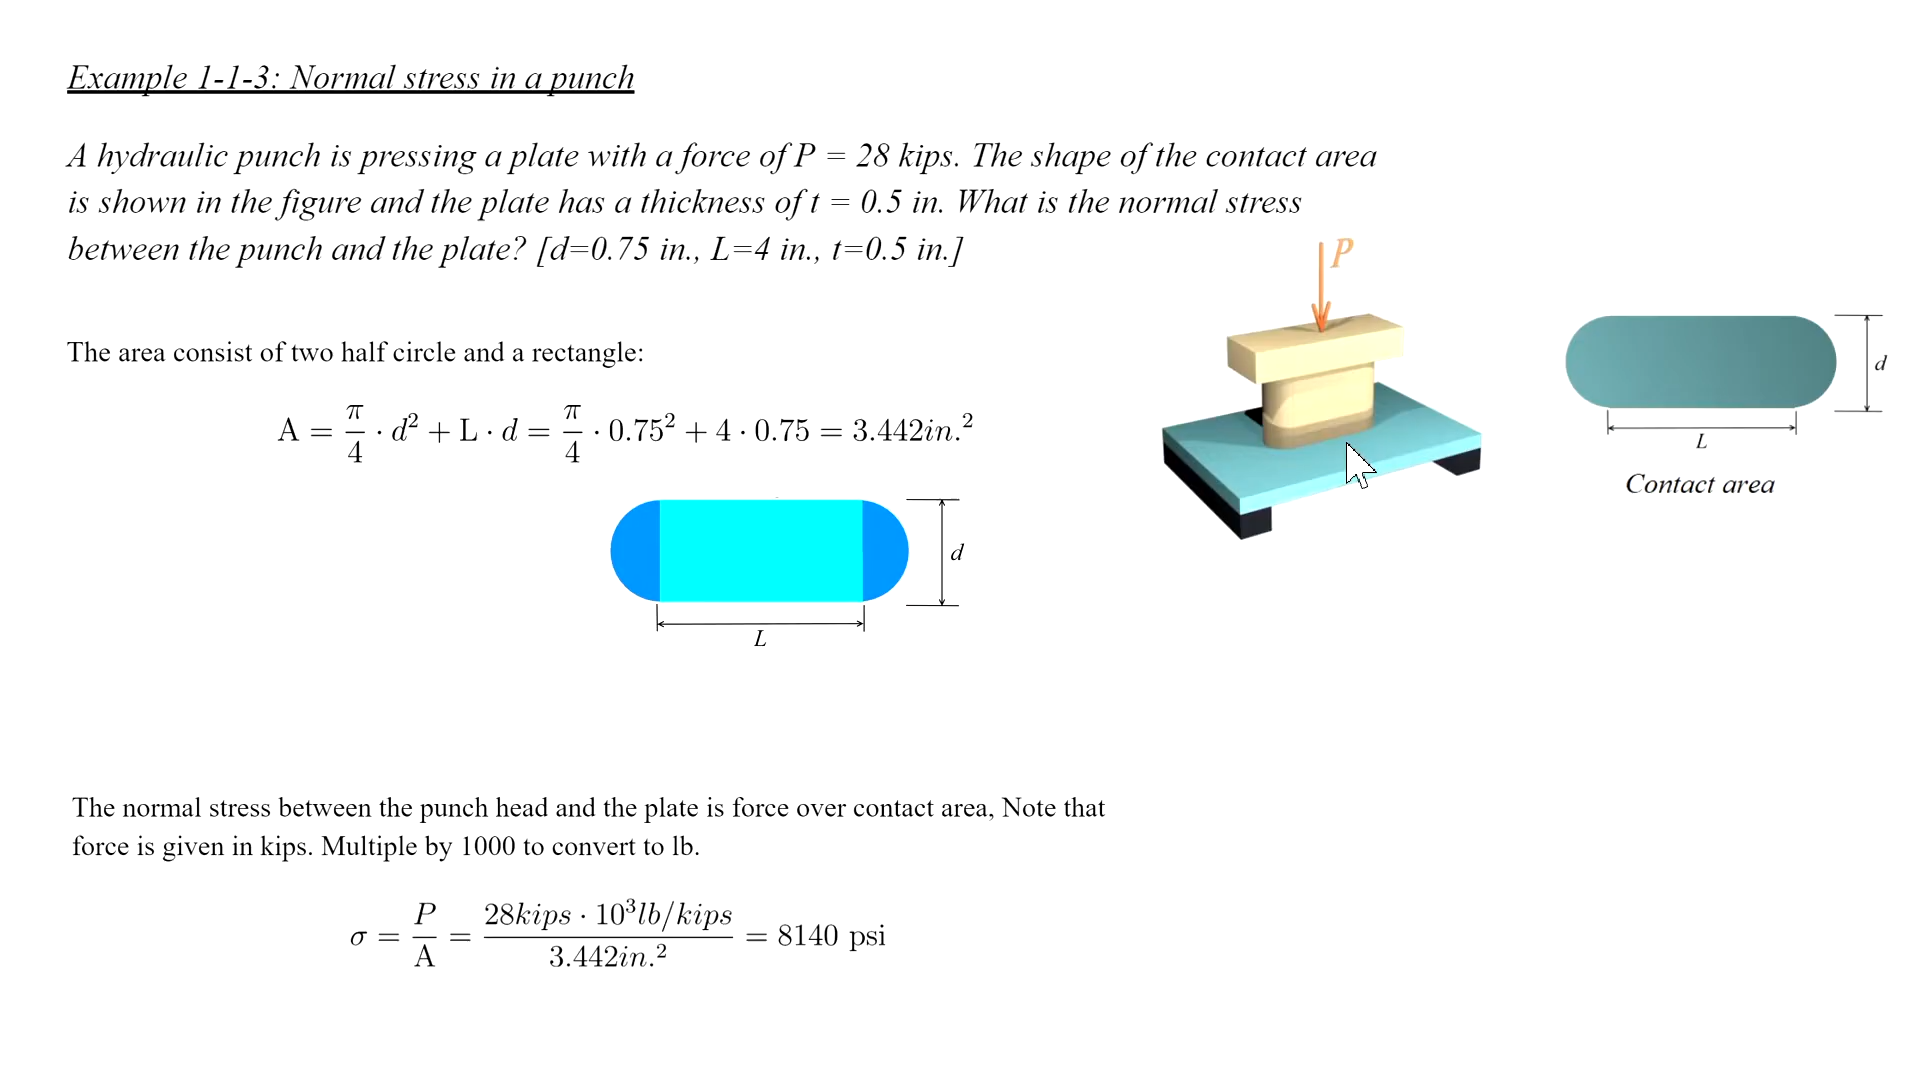 Example 1-1-3: Normal stress in a punch
A hydraulic punch is pressing a plate with a force of P = 28 kips. The shape of the contact area
is shown in the figure and the plate has a thickness of t = 0.5 in. What is the normal stress
between the punch and the plate? [d=0.75 in., L=4 in., t=0.5 in.]
P
d
L
Contact area
The area consist of two half circle and a rectangle:
A = π/4 · d² + L · d = π/4 · 0.75² + 4 · 0.75 = 3.442in.²
d
L
The normal stress between the punch head and the plate is force over contact area, Note that
force is given in kips. Multiple by 1000 to convert to lb.
σ = P/A = 28kips · 10³lb/kips / 3.442in.² = 8140 psi